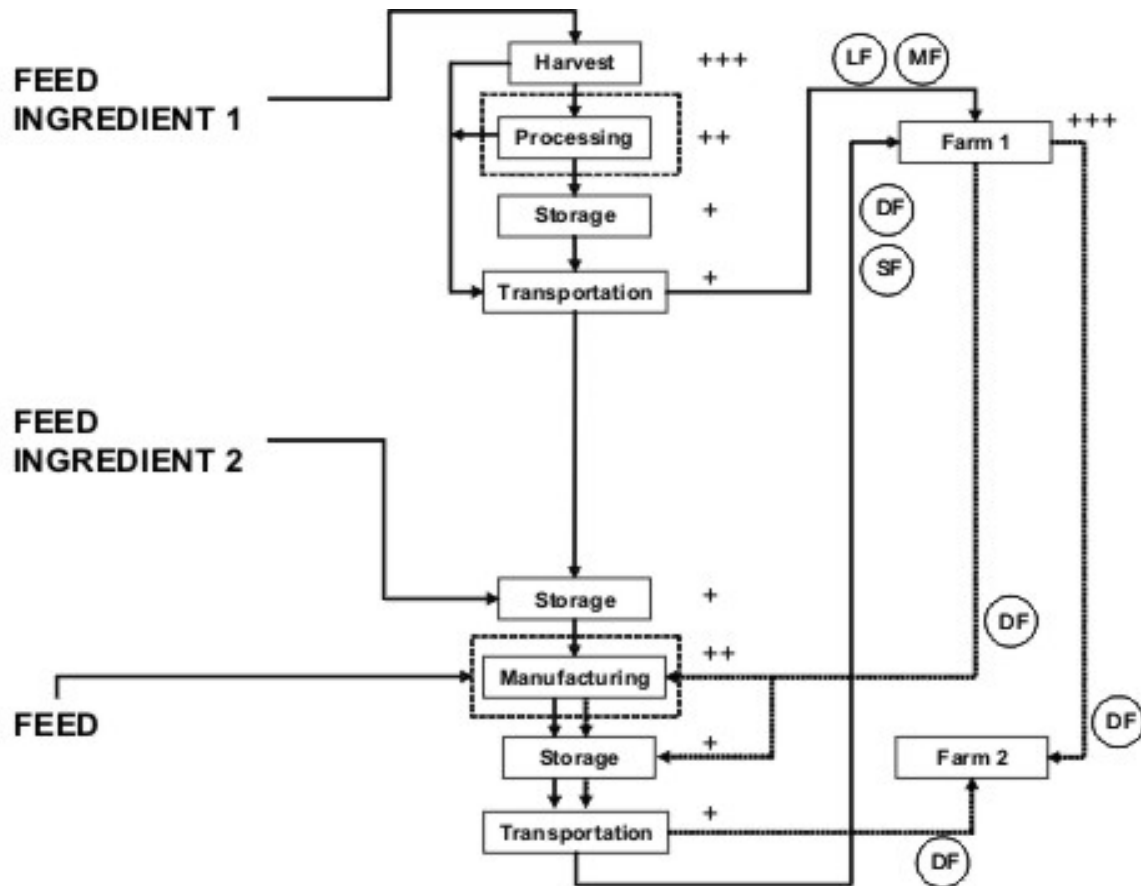 FEED
INGREDIENT 1
Harvest
+++
Processing
++
Storage
+
Transportation
+
LF
MF
Farm 1
+++
DF
SF
FEED
INGREDIENT 2
Storage
+
DF
Manufacturing
++
FEED
Storage
+
Farm 2
DF
Transportation
+
DF